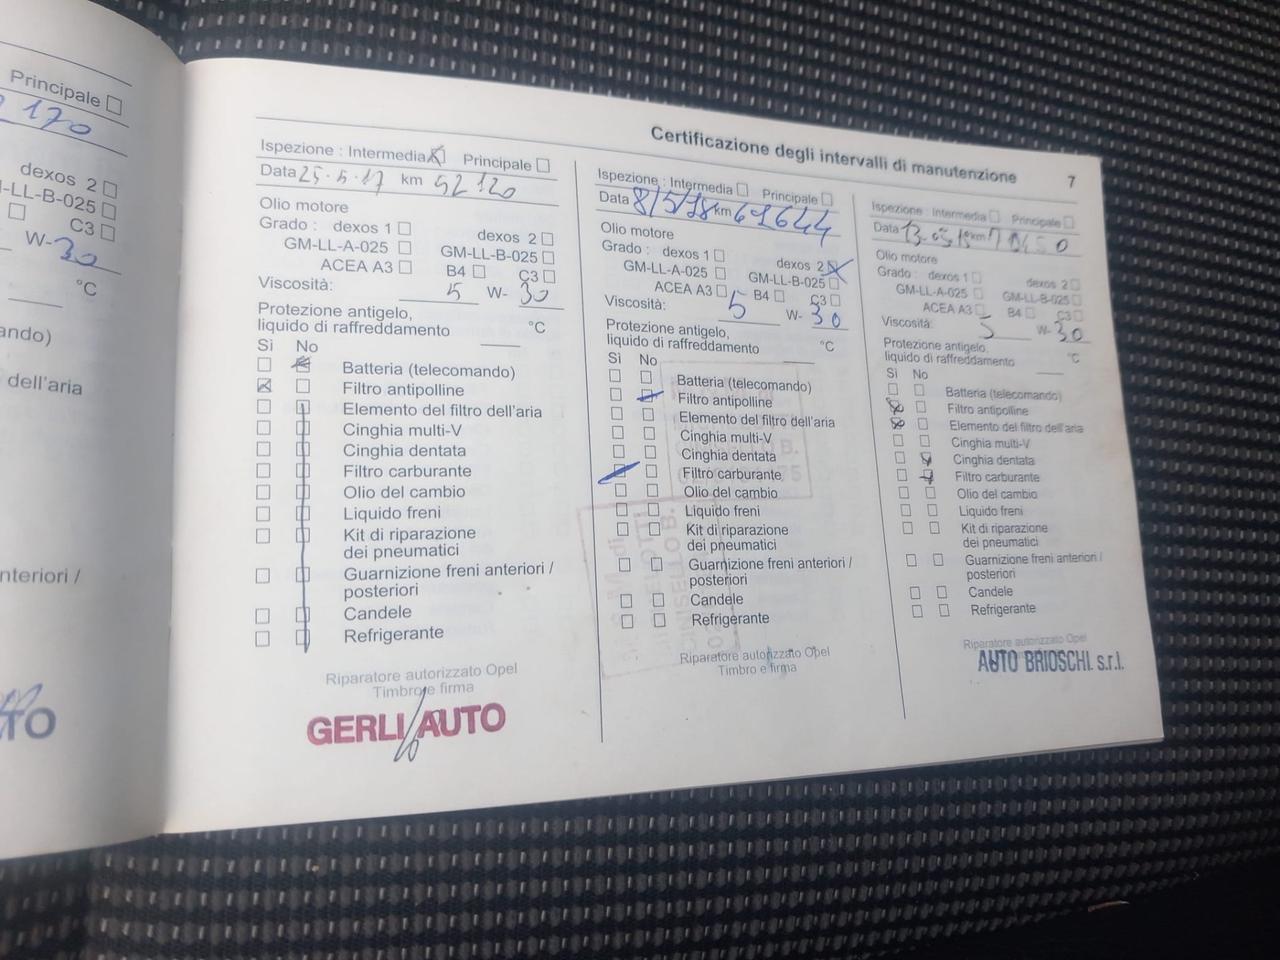 Principale
170
dexos 2
-LL-B-025
C3
W-30
°C
ando)
dell'aria
nteriori /
TO
Certificazione degli intervalli di manutenzione 7
Ispezione : Intermedia Principale
Data 25-5-17 km 52120
Olio motore
Grado : dexos 1 dexos 2
GM-LL-A-025 GM-LL-B-025
ACEA A3 B4 C3
Viscosità: 5 W- 30
Protezione antigelo,
liquido di raffreddamento °C
Sì No
Batteria (telecomando)
Filtro antipolline
Elemento del filtro dell'aria
Cinghia multi-V
Cinghia dentata
Filtro carburante
Olio del cambio
Liquido freni
Kit di riparazione
dei pneumatici
Guarnizione freni anteriori /
posteriori
Candele
Refrigerante
Riparatore autorizzato Opel
Timbro e firma
GERLI AUTO
Ispezione : Intermedia Principale
Data 8/5/18 km 61644
Olio motore
Grado : dexos 1 dexos 2
GM-LL-A-025 GM-LL-B-025
ACEA A3 B4 C3
Viscosità: 5 W- 30
Protezione antigelo,
liquido di raffreddamento °C
Sì No
Batteria (telecomando)
Filtro antipolline
Elemento del filtro dell'aria
Cinghia multi-V
Cinghia dentata
Filtro carburante
Olio del cambio
Liquido freni
Kit di riparazione
dei pneumatici
Guarnizione freni anteriori /
posteriori
Candele
Refrigerante
Riparatore autorizzato Opel
Timbro e firma
Ispezione : Intermedia Principale
Data km
Olio motore
Grado : dexos 1 dexos 2
GM-LL-A-025 GM-LL-B-025
ACEA A3 B4 C3
Viscosità: 5 W- 30
Protezione antigelo,
liquido di raffreddamento °C
Sì No
Batteria (telecomando)
Filtro antipolline
Elemento del filtro dell'aria
Cinghia multi-V
Cinghia dentata
Filtro carburante
Olio del cambio
Liquido freni
Kit di riparazione
dei pneumatici
Guarnizione freni anteriori /
posteriori
Candele
Refrigerante
Riparatore autorizzato Opel
AUTO BRIOSCHI s.r.l.